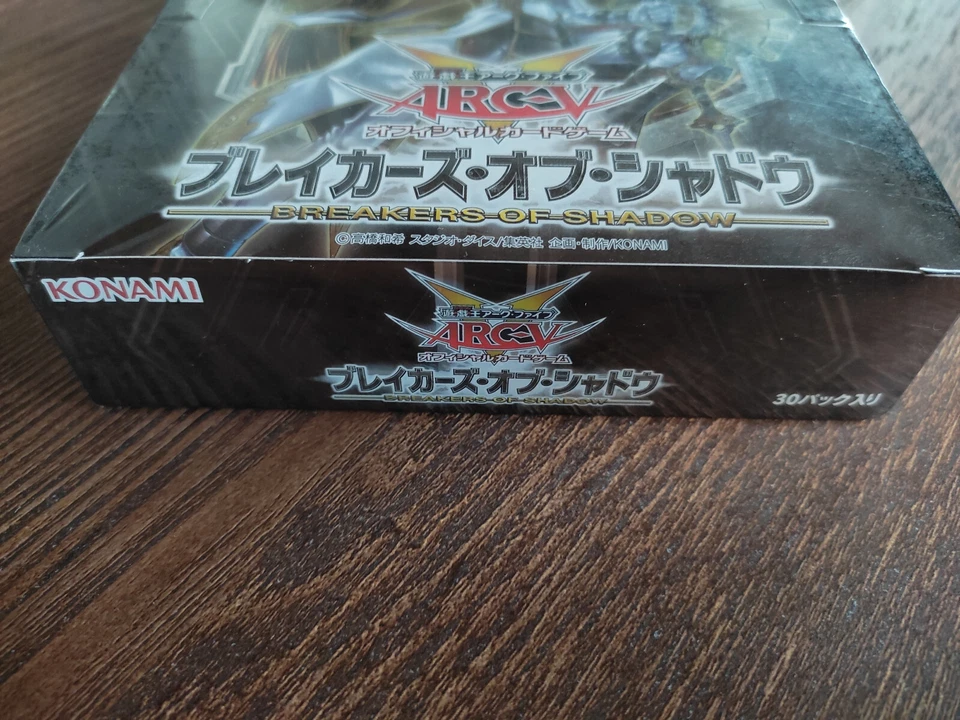 遊戯王アーク・ファイブ
ARC-V
オフィシャルカードゲーム
ブレイカーズ・オブ・シャドウ
BREAKERS OF SHADOW
©高橋和希 スタジオ・ダイス/集英社 企画・制作/KONAMI
KONAMI
遊戯王アーク・ファイブ
ARC-V
オフィシャルカードゲーム
ブレイカーズ・オブ・シャドウ
BREAKERS OF SHADOW
30パック入り